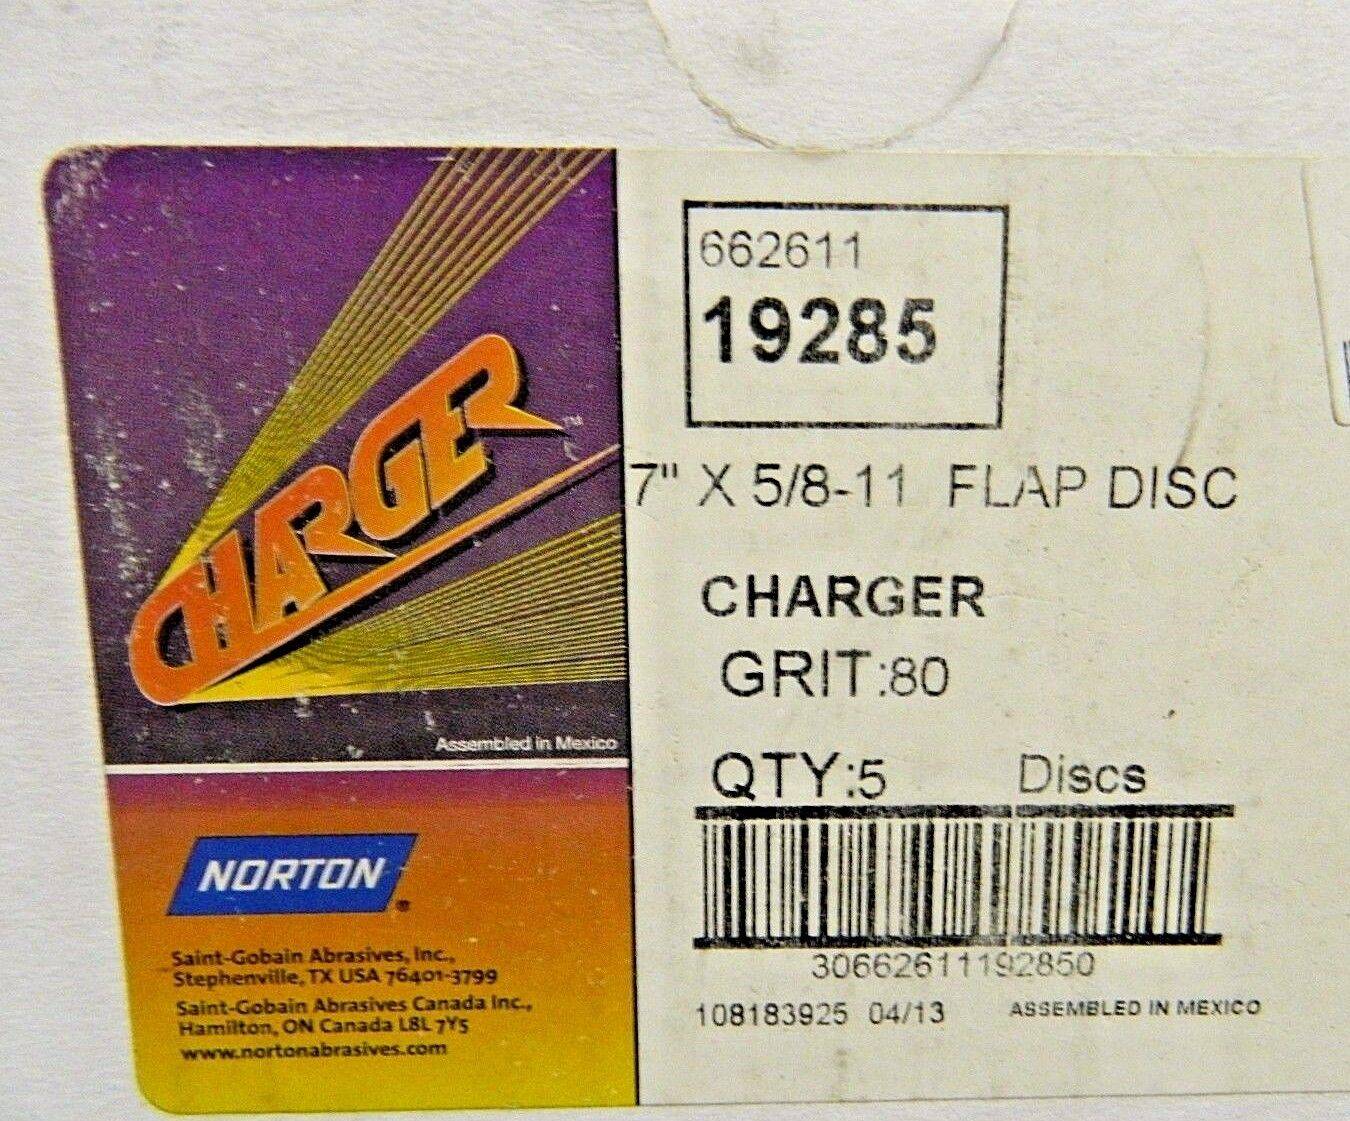 CHARGER™
Assembled in Mexico
NORTON®
Saint-Gobain Abrasives, Inc.,
Stephenville, TX USA 76401-3799
Saint-Gobain Abrasives Canada Inc.,
Hamilton, ON Canada L8L 7Y5
www.nortonabrasives.com
662611
19285
7" X 5/8-11 FLAP DISC
CHARGER
GRIT:80
QTY:5 Discs
30662611192850
108183925 04/13 ASSEMBLED IN MEXICO